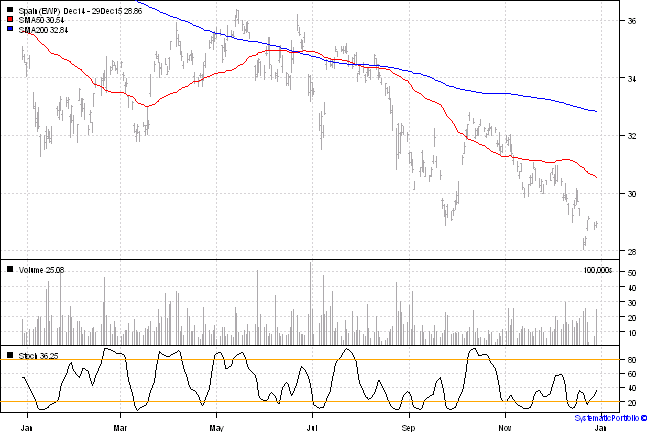 Spain (EWP) Dec14 - 29Dec15 28.86
SMA50 30.54
SMA200 32.84
36
34
32
30
28
Volume 25.08
100,000s
50
40
30
20
10
Stoch 36.25
80
60
40
20
Jan
Mar
May
Jul
Sep
Nov
Jan
SystematicPortfolio ©